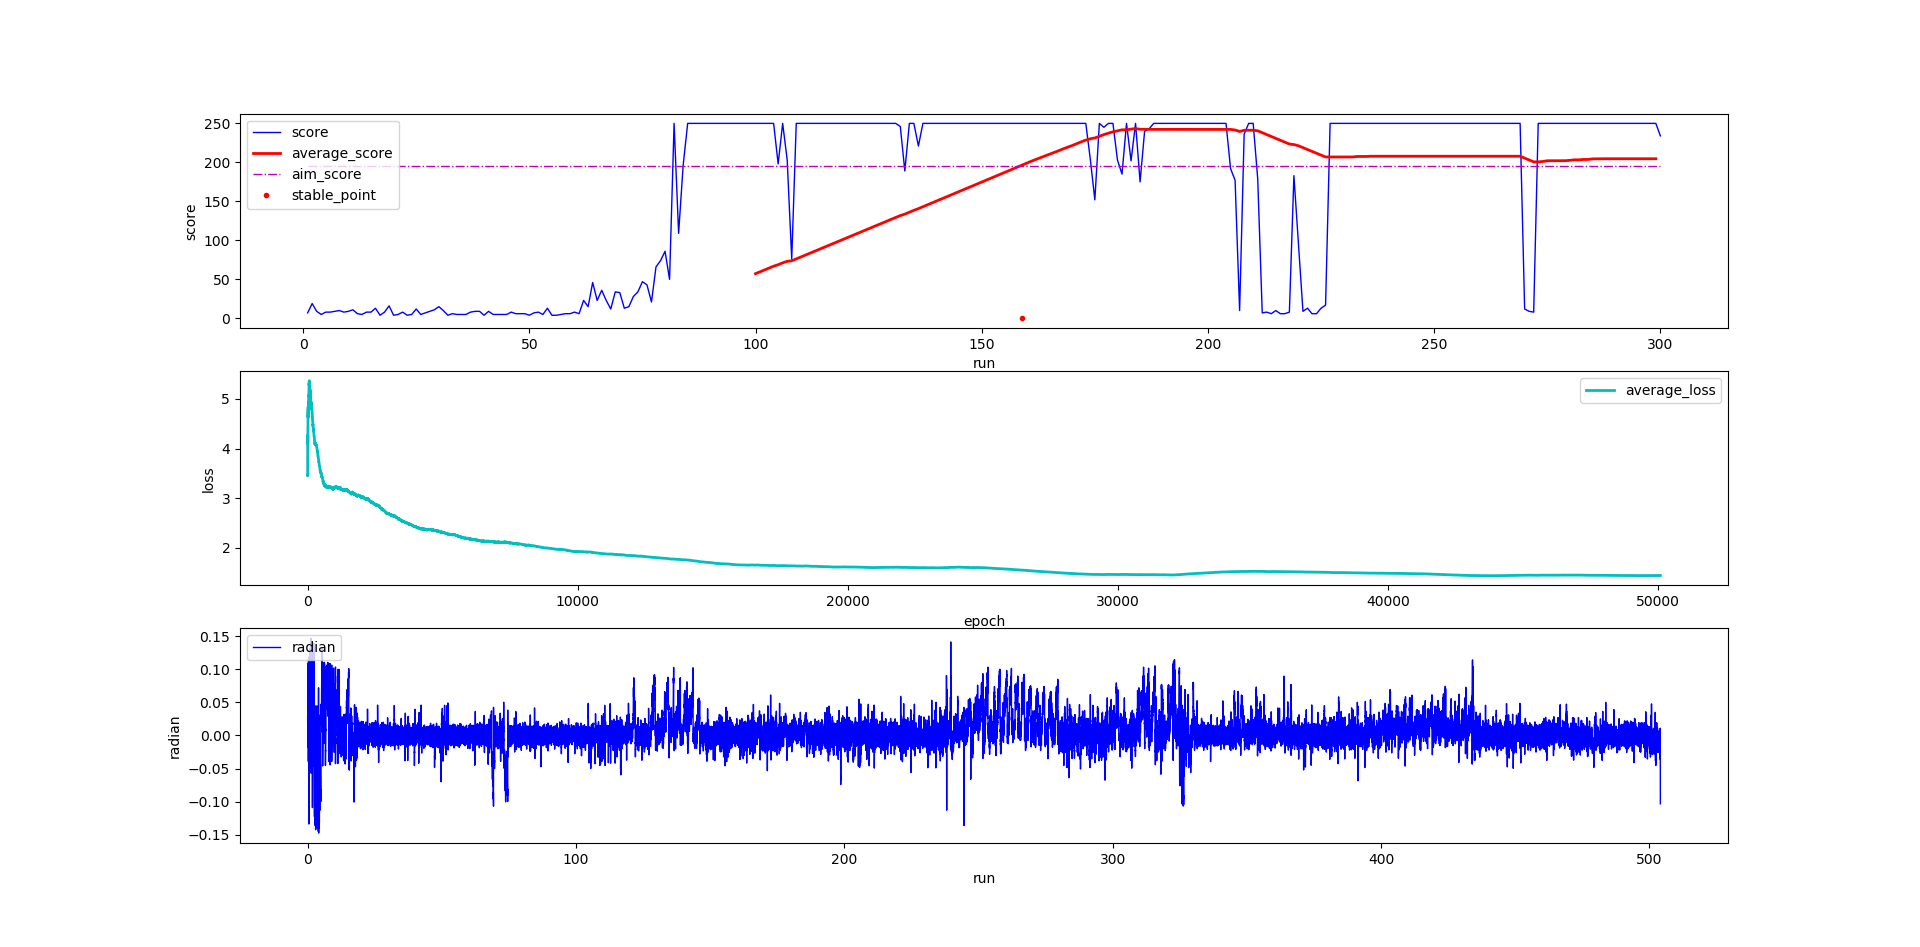 250
200
150
100
50
0
score
score
average_score
aim_score
stable_point
0 50 100 150 200 250 300
run
5
4
3
2
loss
average_loss
0 10000 20000 30000 40000 50000
epoch
0.15
0.10
0.05
0.00
−0.05
−0.10
−0.15
radian
radian
0 100 200 300 400 500
run